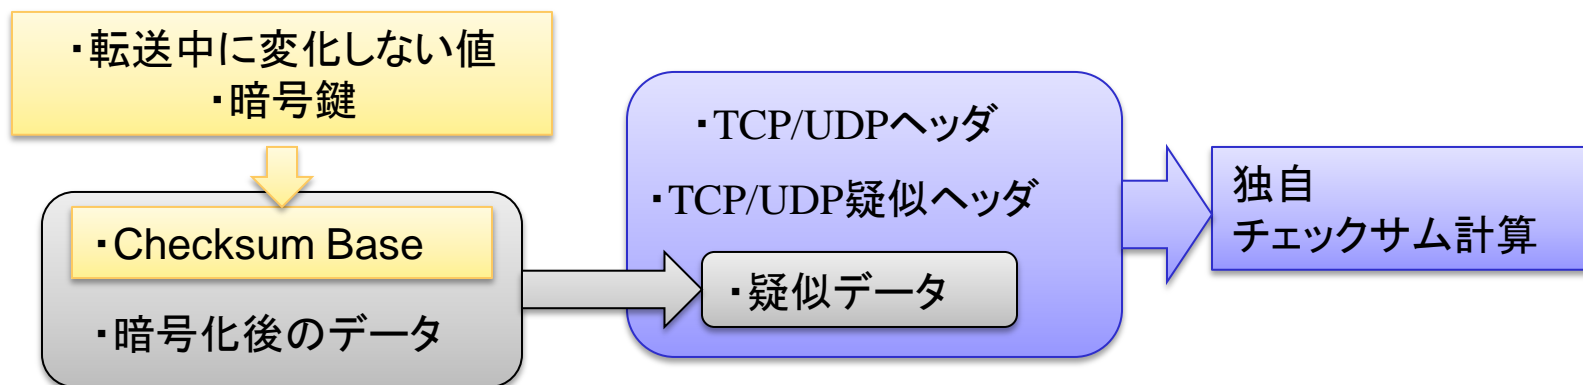 ・転送中に変化しない値
・暗号鍵
・Checksum Base
・暗号化後のデータ
・TCP/UDPヘッダ
・TCP/UDP疑似ヘッダ
・疑似データ
独自
チェックサム計算